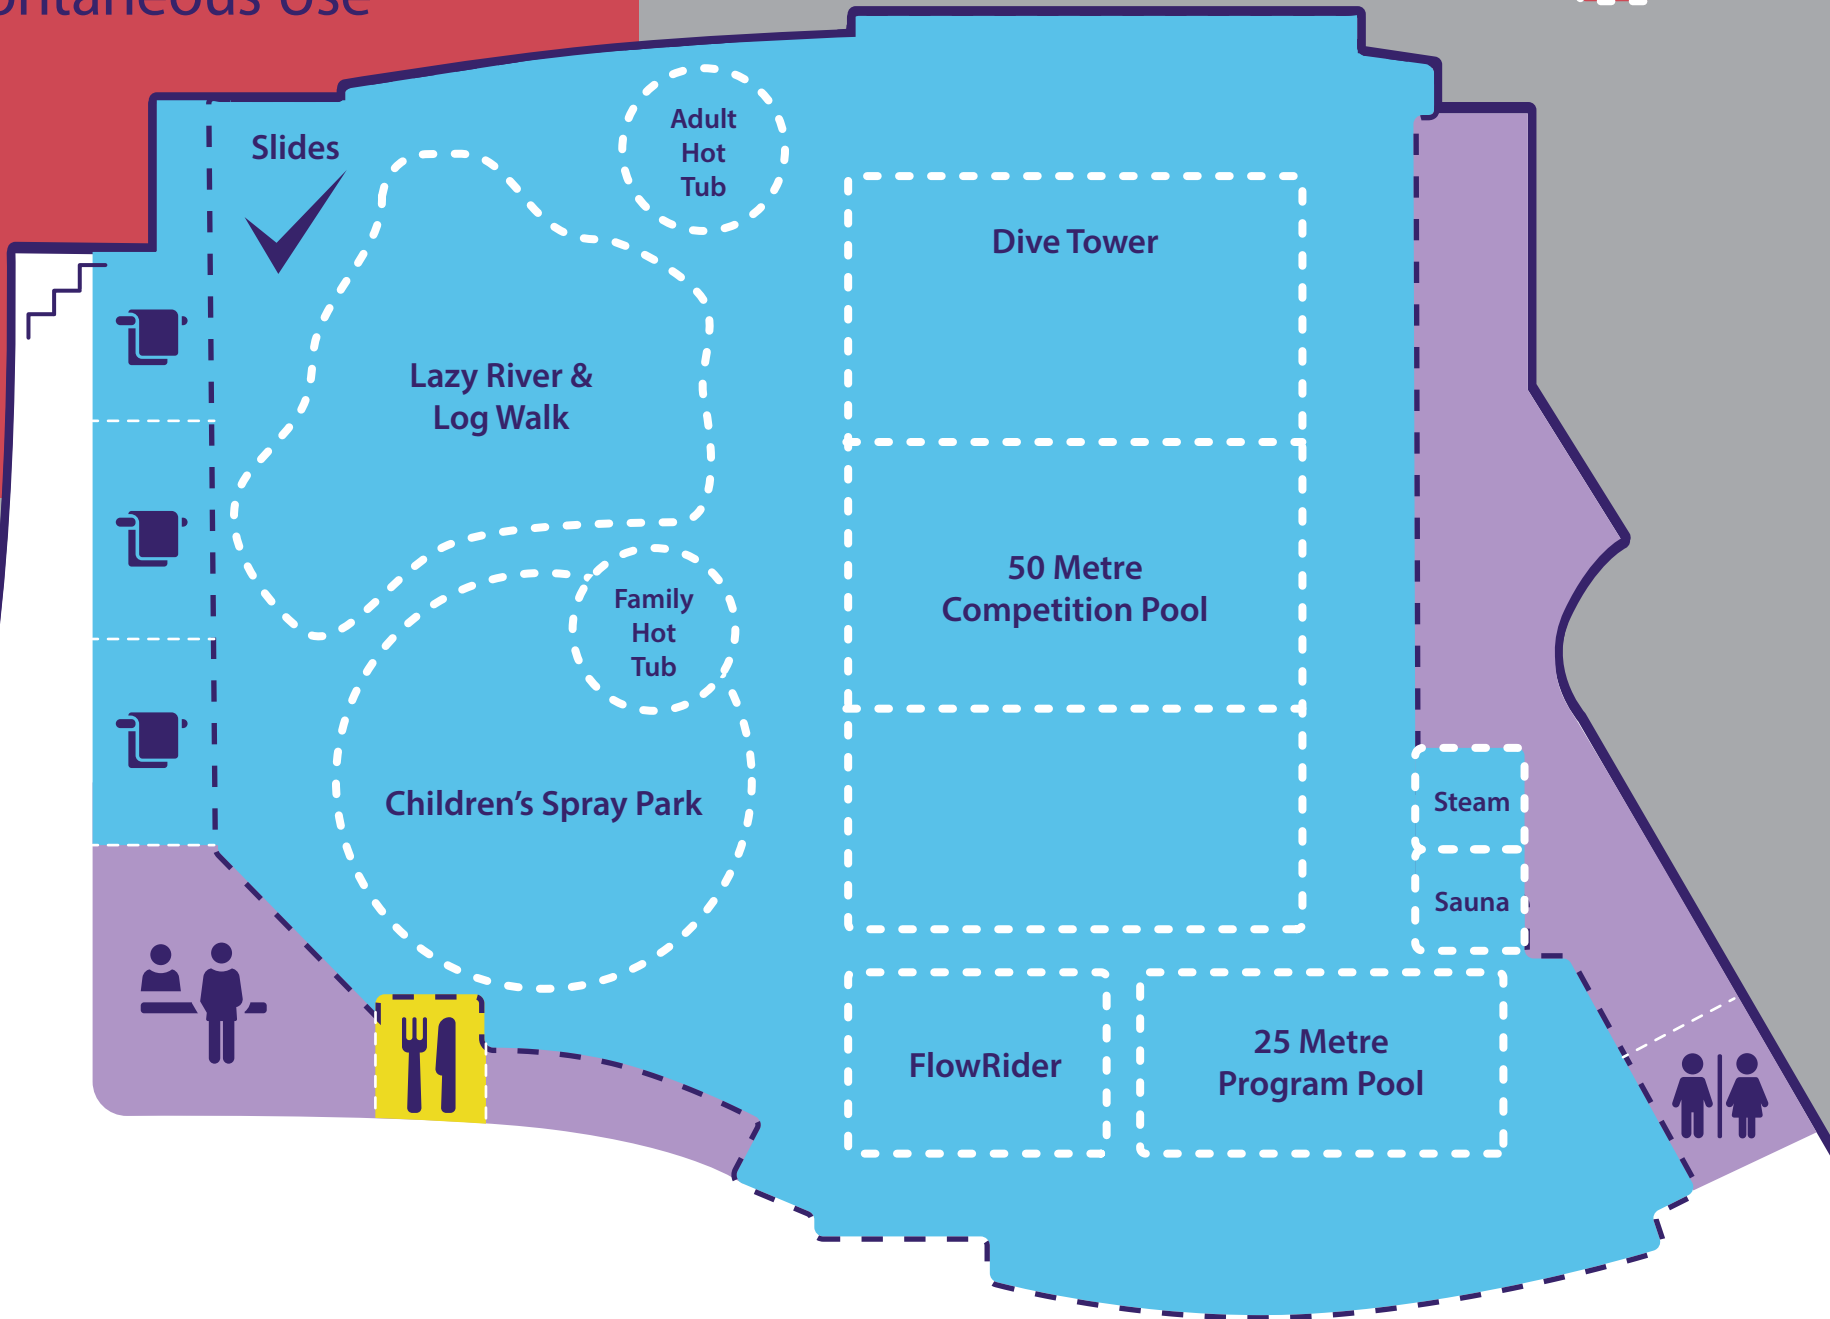 Use
Slides
Adult
Hot
Tub
Dive Tower
Lazy River &
Log Walk
50 Metre
Competition Pool
Family
Hot
Tub
Children’s Spray Park
Steam
Sauna
FlowRider
25 Metre
Program Pool